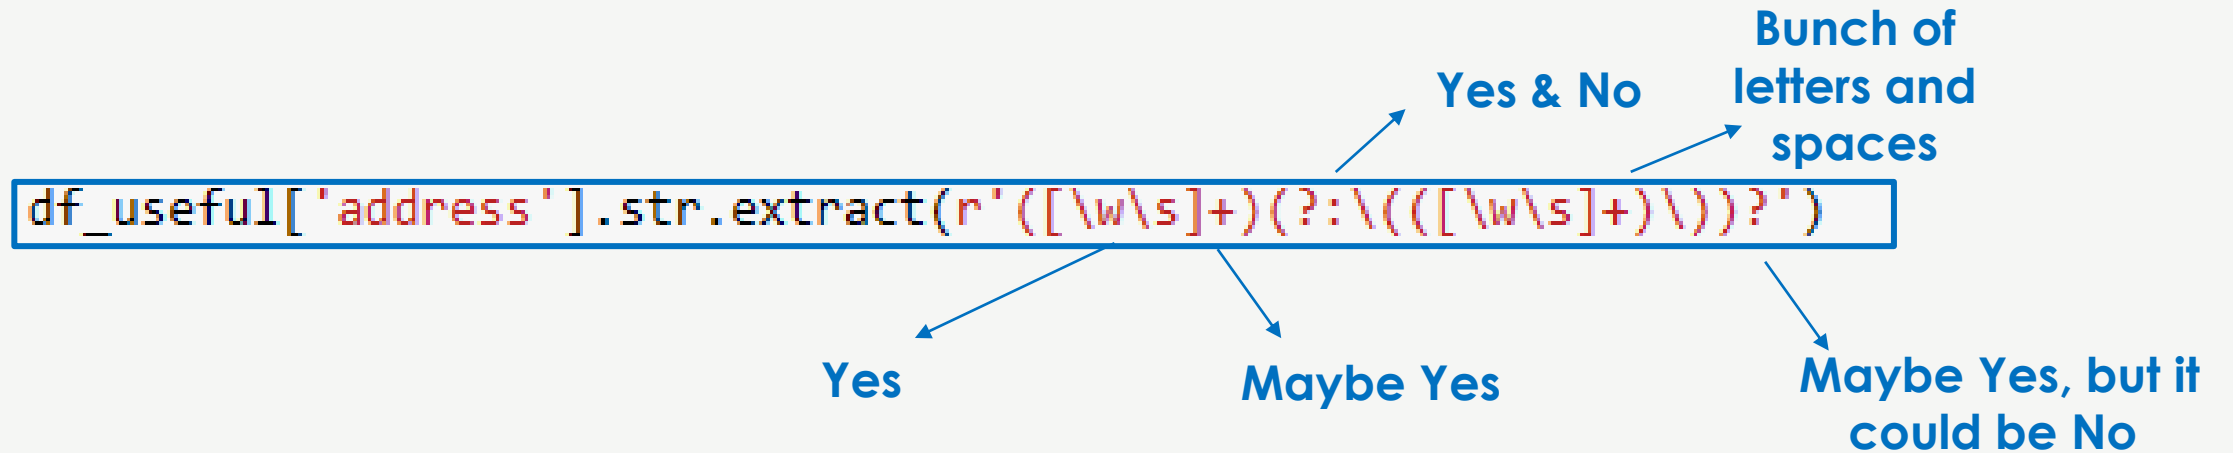 Bunch of
letters and
spaces
Yes & No
df_useful['address'].str.extract(r'([\w\s]+)(?:\(([\w\s]+)\))?')
Yes
Maybe Yes
Maybe Yes, but it
could be No